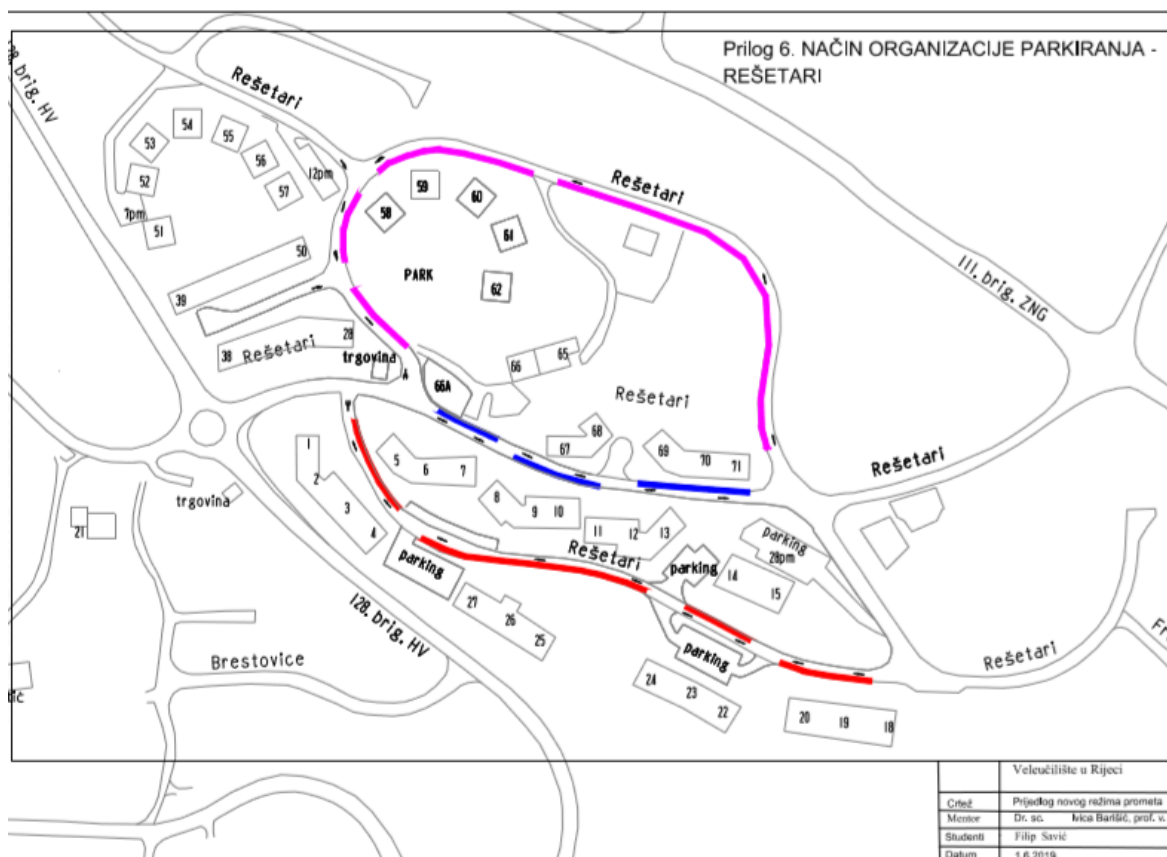 Prilog 6. NAČIN ORGANIZACIJE PARKIRANJA -
REŠETARI
128. brig. HV
Rešetari
54
53
55
56
52
57
12pm
7pm
51
50
39
38
28
Rešetari
trgovina
59
58
60
61
62
PARK
Rešetari
111. brig. ZNG
66
65
66A
A
Rešetari
67
68
69
70
71
Rešetari
1
2
3
4
5
6
7
8
9
10
11
12
13
trgovina
21
parking
Rešetari
parking
parking
28pm
14
15
27
26
25
128. brig. HV
parking
24
23
22
20
19
18
Rešetari
Brestovice
Veleučilište u Rijeci
Crtež
Prijedlog novog režima prometa
Mentor
Dr. sc. Ivica Barišić, prof. v.
Studenti
Filip Savić
Datum
1.6.2019.